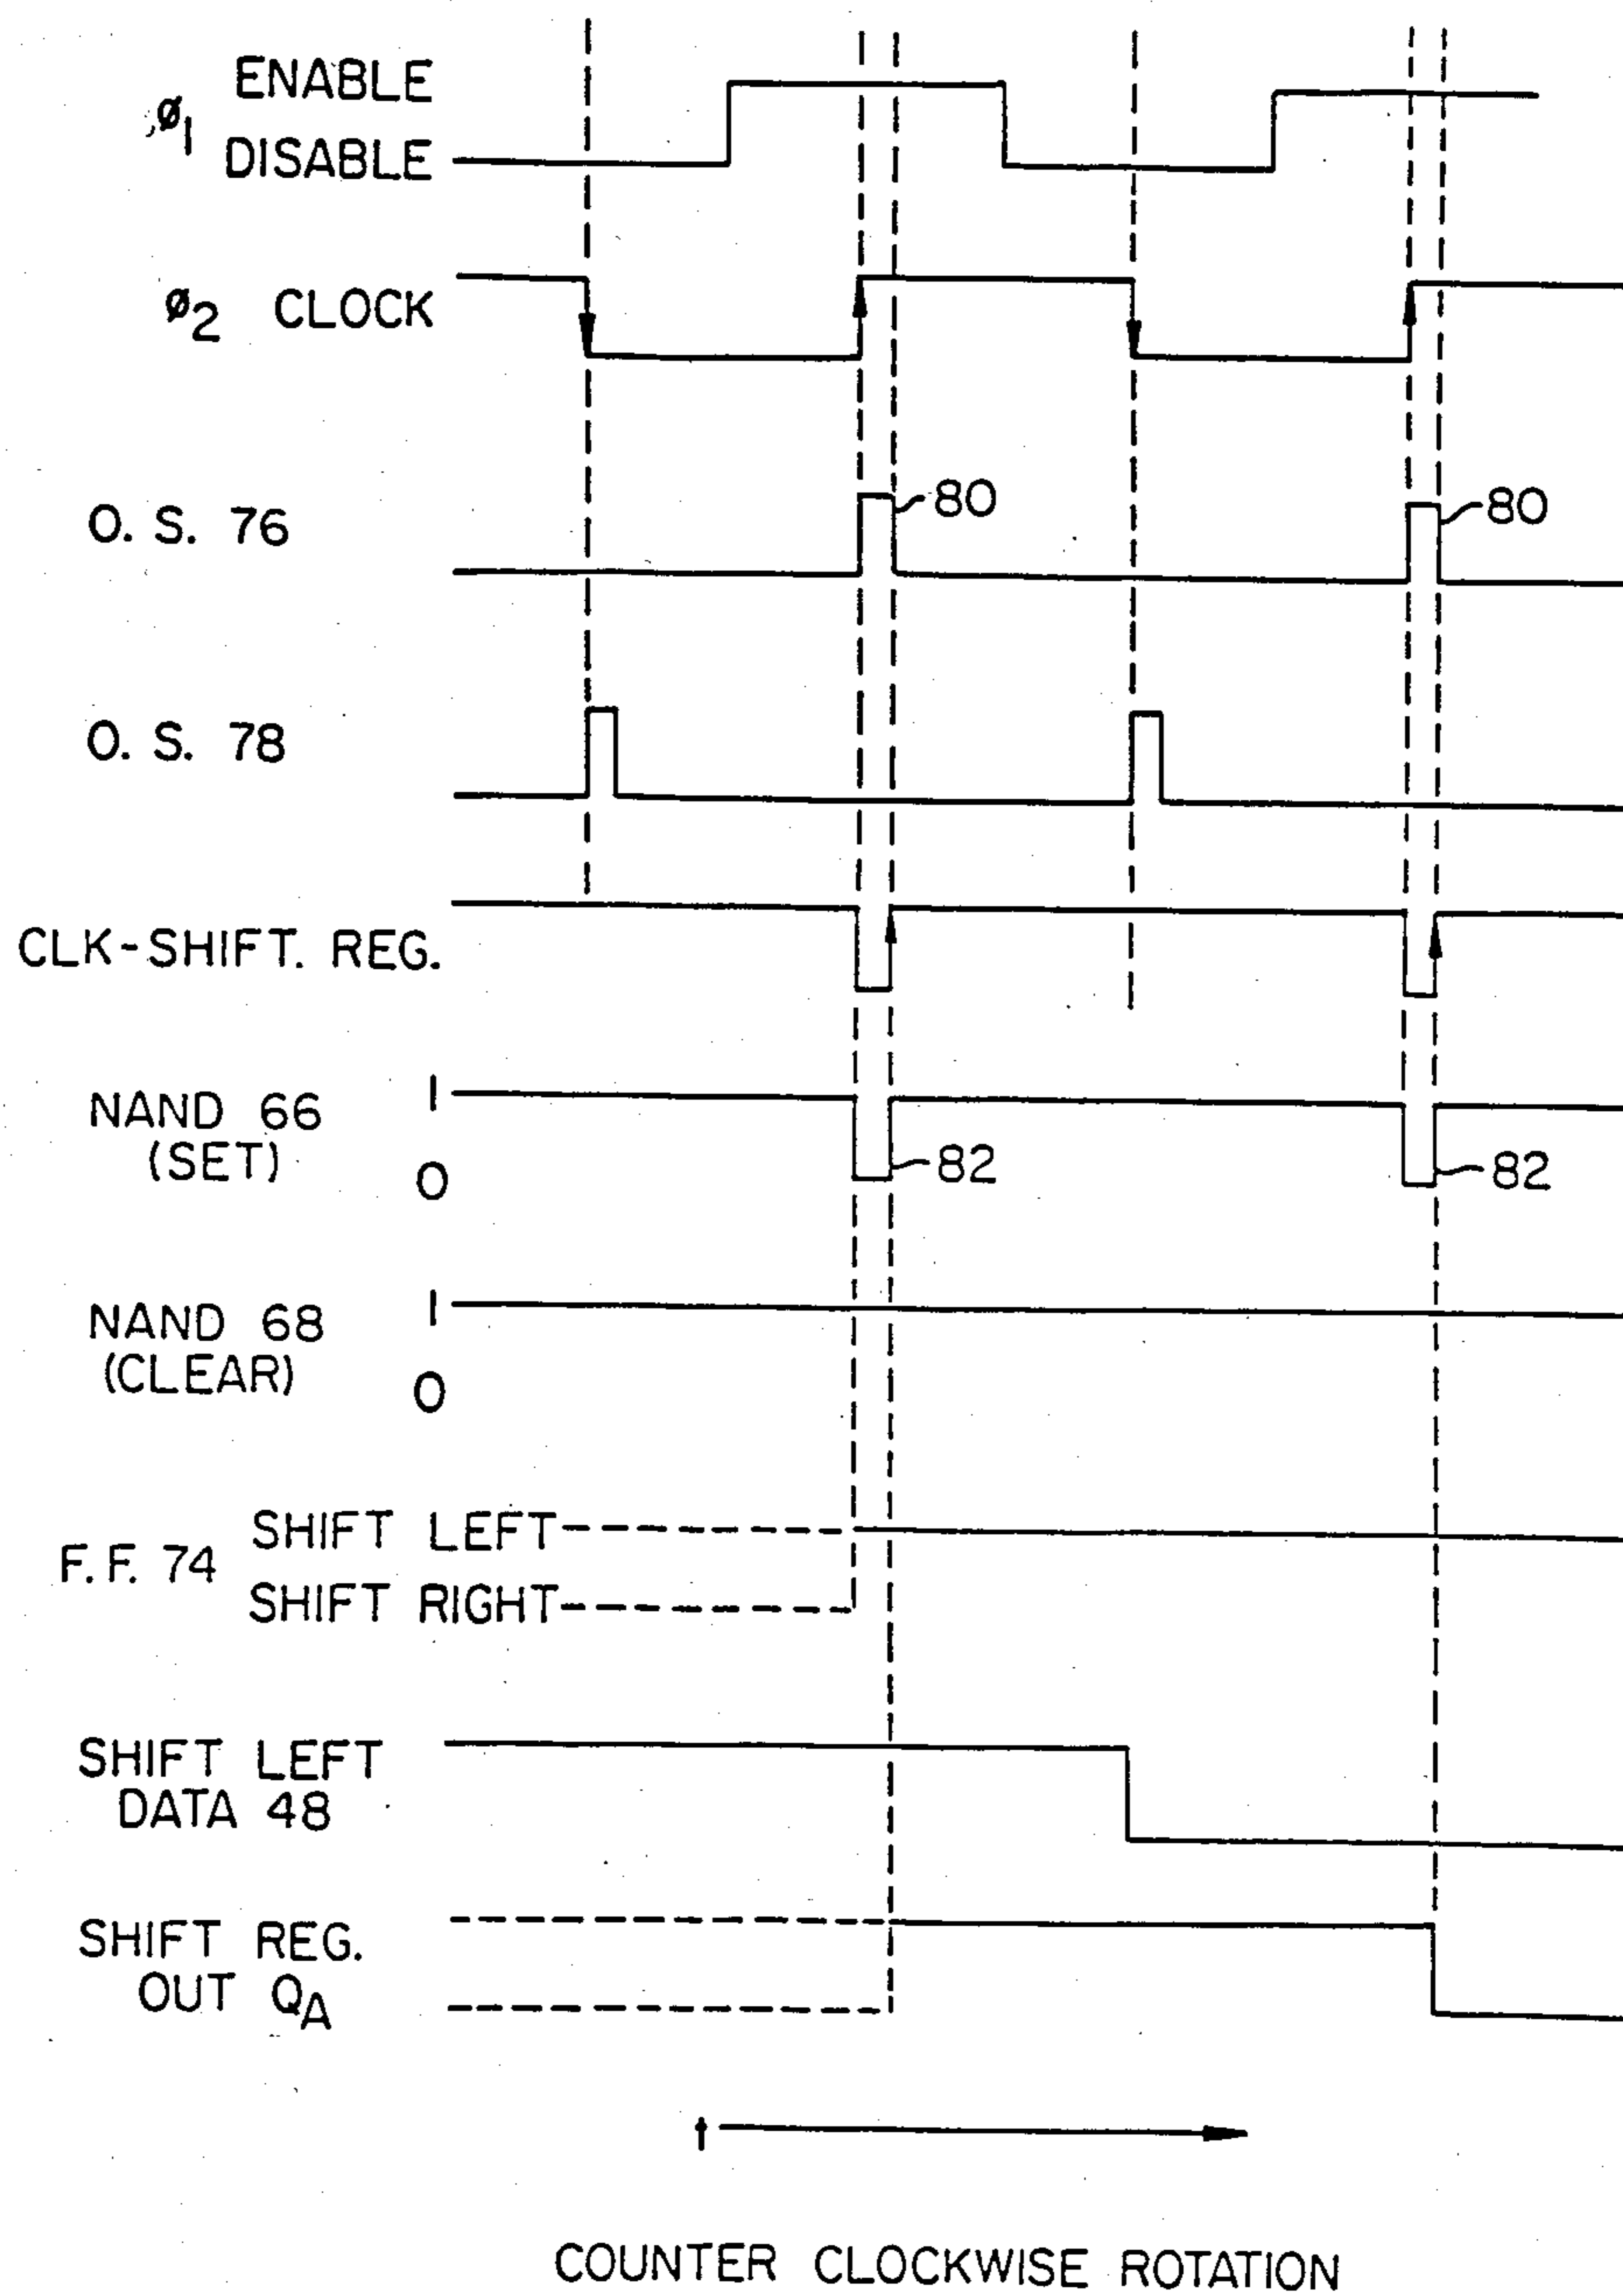 ENABLE
ø1
DISABLE
ø2 CLOCK
O. S. 76
80
80
O. S. 78
CLK-SHIFT. REG.
NAND 66
(SET)
1
0
82
82
NAND 68
(CLEAR)
1
0
F. F. 74
SHIFT LEFT
SHIFT RIGHT
SHIFT LEFT
DATA 48
SHIFT REG.
OUT QA
t
COUNTER CLOCKWISE ROTATION